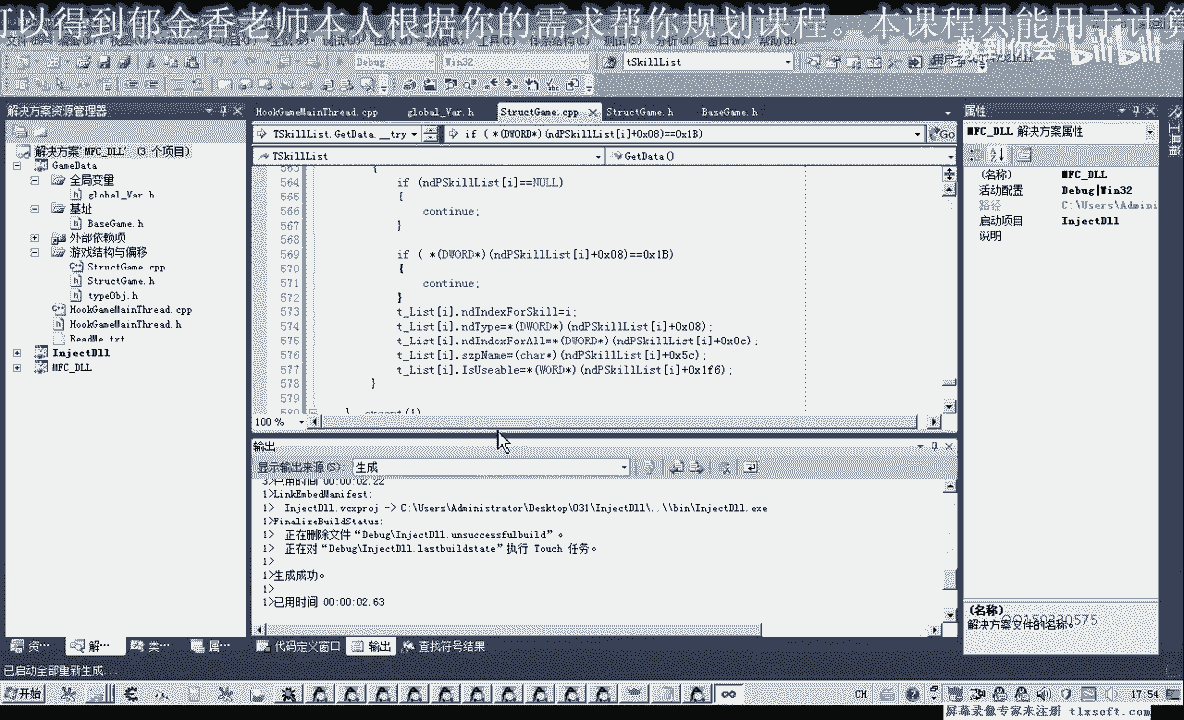 以得到郁金香老师本人根据你的需求帮你规划课程。本课程只能用于计算
教到你会 bilibili
Debug Win32 tSkillList
解决方案资源管理器
HookGameMainThread.cpp global_Var.h StructGame.cpp StructGame.h BaseGame.h
属性
工具箱
TSkillList.GetData.__try if ( *(DWORD*)(ndPSkillList[i]+0x08)==0x1B) Go
MFC_DLL 解决方案属性
解决方案"MFC_DLL" (3 个项目)
GameData
全局变量
global_Var.h
基址
BaseGame.h
外部依赖项
游戏结构与偏移
StructGame.cpp
StructGame.h
typeObj.h
HookGameMainThread.cpp
HookGameMainThread.h
ReadMe.txt
InjectDll
MFC_DLL
TSkillList GetData()
563 {
564 if (ndPSkillList[i]==NULL)
565 {
566 continue;
567 }
568
569 if ( *(DWORD*)(ndPSkillList[i]+0x08)==0x1B)
570 {
571 continue;
572 }
573 t_List[i].ndIndexForSkill=i;
574 t_List[i].ndType=*(DWORD*)(ndPSkillList[i]+0x08);
575 t_List[i].ndIndexForAll=*(DWORD*)(ndPSkillList[i]+0x0c);
576 t_List[i].szpName=(char*)(ndPSkillList[i]+0x5c);
577 t_List[i].IsUseable=*(WORD*)(ndPSkillList[i]+0x1f6);
578 }
579
100 %
(名称) MFC_DLL
活动配置 Debug|Win32
路径 C:\Users\Admini
启动项目 InjectDll
说明
输出
显示输出来源(S): 生成
3>已用时间 00:00:02.22
1>LinkEmbedManifest:
1> InjectDll.vcxproj -> C:\Users\Administrator\Desktop\031\InjectDll\..\\bin\InjectDll.exe
1>FinalizeBuildStatus:
1> 正在删除文件“Debug\InjectDll.unsuccessfulbuild”。
1> 正在对“Debug\InjectDll.lastbuildstate”执行 Touch 任务。
1>
1>生成成功。
1>
1>已用时间 00:00:02.63
(名称)
解决方案文件的名称。
资… 解… 类… 属… 代码定义窗口 输出 查找符号结果
已启动全部重新生成...
开始 CH 17:54
屏幕录像专家未注册 tlxsoft.com